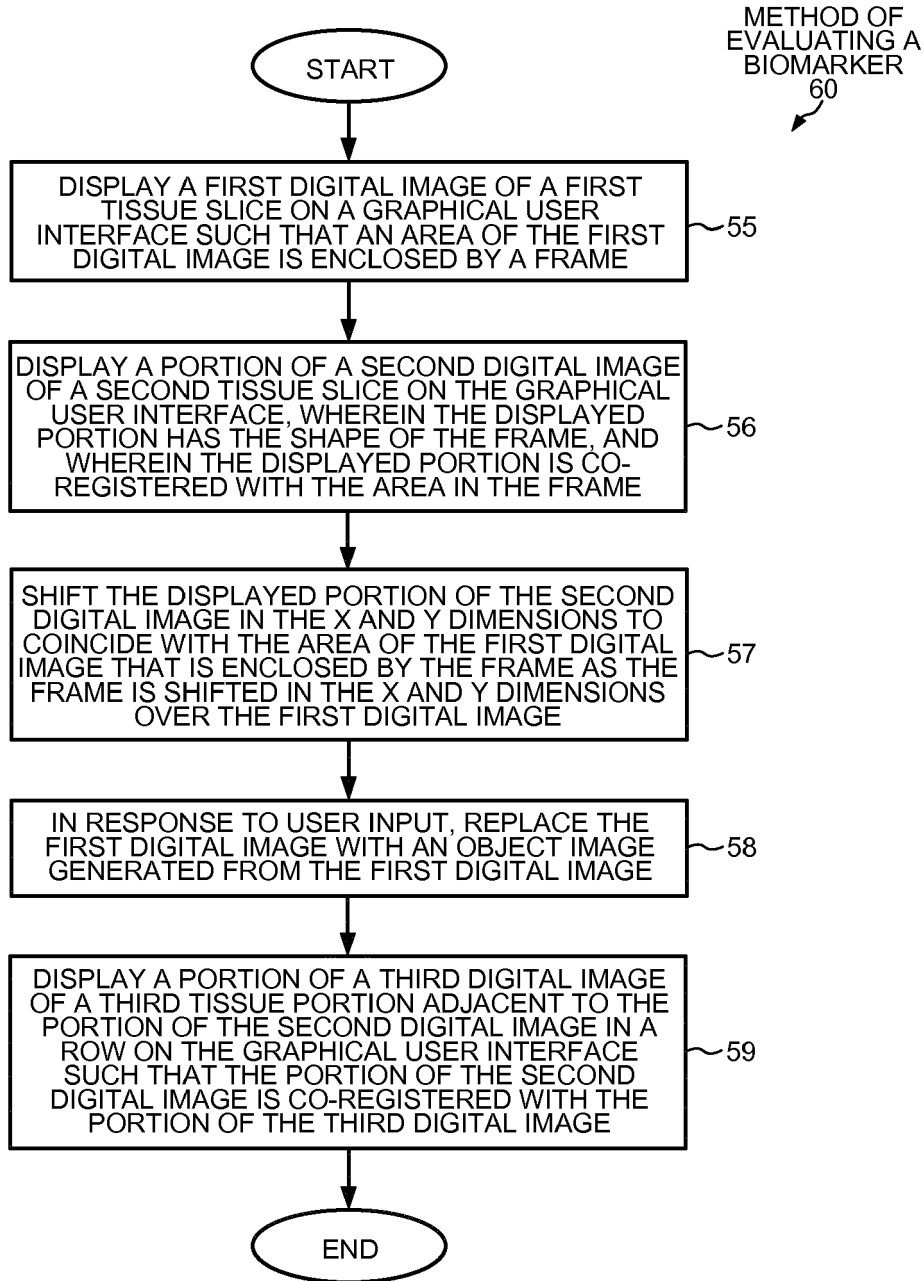 METHOD OF
EVALUATING A
BIOMARKER
60
START
DISPLAY A FIRST DIGITAL IMAGE OF A FIRST
TISSUE SLICE ON A GRAPHICAL USER
INTERFACE SUCH THAT AN AREA OF THE FIRST
DIGITAL IMAGE IS ENCLOSED BY A FRAME
55
DISPLAY A PORTION OF A SECOND DIGITAL IMAGE
OF A SECOND TISSUE SLICE ON THE GRAPHICAL
USER INTERFACE, WHEREIN THE DISPLAYED
PORTION HAS THE SHAPE OF THE FRAME, AND
WHEREIN THE DISPLAYED PORTION IS CO-
REGISTERED WITH THE AREA IN THE FRAME
56
SHIFT THE DISPLAYED PORTION OF THE SECOND
DIGITAL IMAGE IN THE X AND Y DIMENSIONS TO
COINCIDE WITH THE AREA OF THE FIRST DIGITAL
IMAGE THAT IS ENCLOSED BY THE FRAME AS THE
FRAME IS SHIFTED IN THE X AND Y DIMENSIONS
OVER THE FIRST DIGITAL IMAGE
57
IN RESPONSE TO USER INPUT, REPLACE THE
FIRST DIGITAL IMAGE WITH AN OBJECT IMAGE
GENERATED FROM THE FIRST DIGITAL IMAGE
58
DISPLAY A PORTION OF A THIRD DIGITAL IMAGE
OF A THIRD TISSUE PORTION ADJACENT TO THE
PORTION OF THE SECOND DIGITAL IMAGE IN A
ROW ON THE GRAPHICAL USER INTERFACE
SUCH THAT THE PORTION OF THE SECOND
DIGITAL IMAGE IS CO-REGISTERED WITH THE
PORTION OF THE THIRD DIGITAL IMAGE
59
END